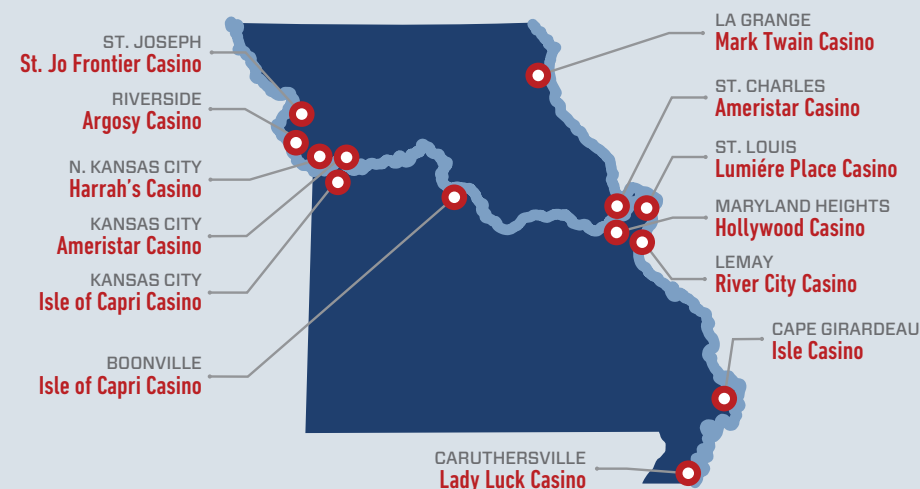 ST. JOSEPH
St. Jo Frontier Casino
RIVERSIDE
Argosy Casino
N. KANSAS CITY
Harrah's Casino
KANSAS CITY
Ameristar Casino
KANSAS CITY
Isle of Capri Casino
BOONVILLE
Isle of Capri Casino
LA GRANGE
Mark Twain Casino
ST. CHARLES
Ameristar Casino
ST. LOUIS
Lumiére Place Casino
MARYLAND HEIGHTS
Hollywood Casino
LEMAY
River City Casino
CAPE GIRARDEAU
Isle Casino
CARUTHERSVILLE
Lady Luck Casino